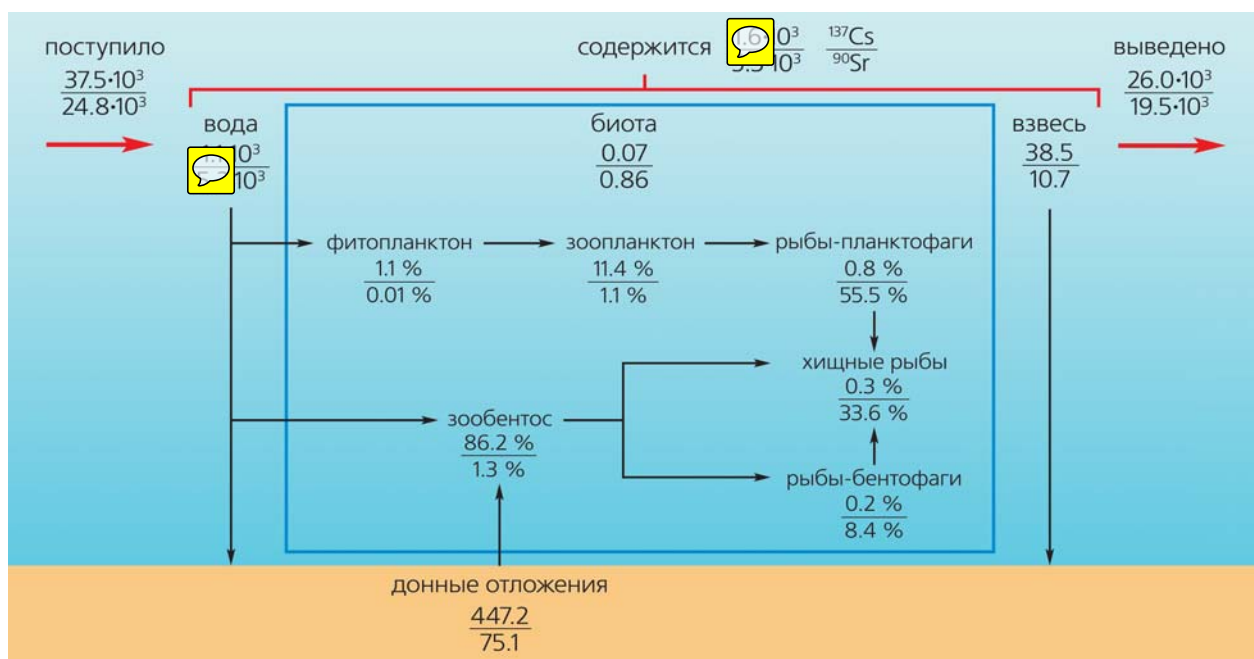 поступило
37.5·10³
24.8·10³
содержится
.6·10³
·10³
¹³⁷Cs
⁹⁰Sr
выведено
26.0·10³
19.5·10³
вода
10³
10³
биота
0.07
0.86
взвесь
38.5
10.7
фитопланктон
1.1 %
0.01 %
зоопланктон
11.4 %
1.1 %
рыбы-планктофаги
0.8 %
55.5 %
хищные рыбы
0.3 %
33.6 %
зообентос
86.2 %
1.3 %
рыбы-бентофаги
0.2 %
8.4 %
донные отложения
447.2
75.1